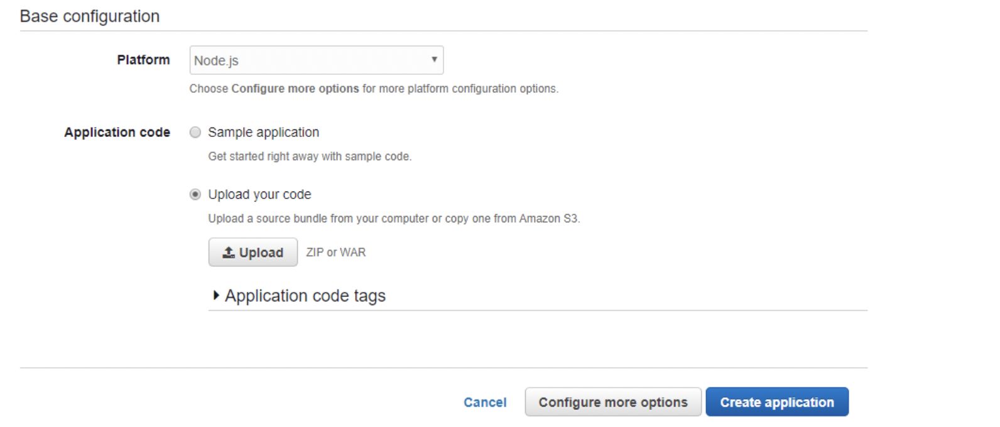 Base configuration
Platform
Node.js
Choose Configure more options for more platform configuration options.
Application code
Sample application
Get started right away with sample code.
Upload your code
Upload a source bundle from your computer or copy one from Amazon S3.
Upload ZIP or WAR
Application code tags
Cancel Configure more options Create application